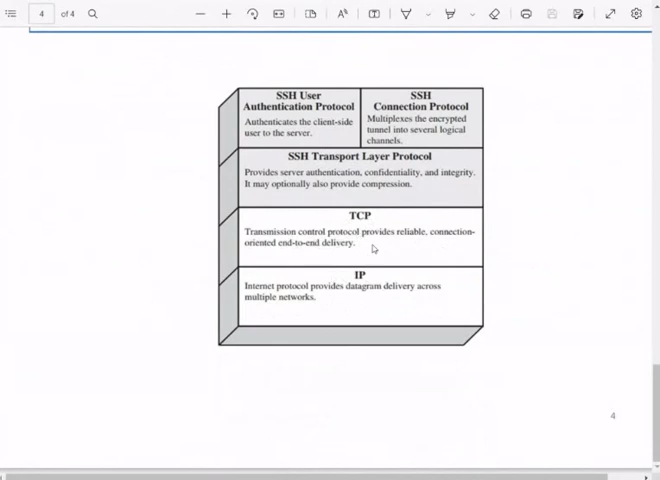 4 of 4
SSH User
Authentication Protocol
Authenticates the client-side
user to the server.
SSH
Connection Protocol
Multiplexes the encrypted
tunnel into several logical
channels.
SSH Transport Layer Protocol
Provides server authentication, confidentiality, and integrity.
It may optionally also provide compression.
TCP
Transmission control protocol provides reliable, connection-
oriented end-to-end delivery.
IP
Internet protocol provides datagram delivery across
multiple networks.
4